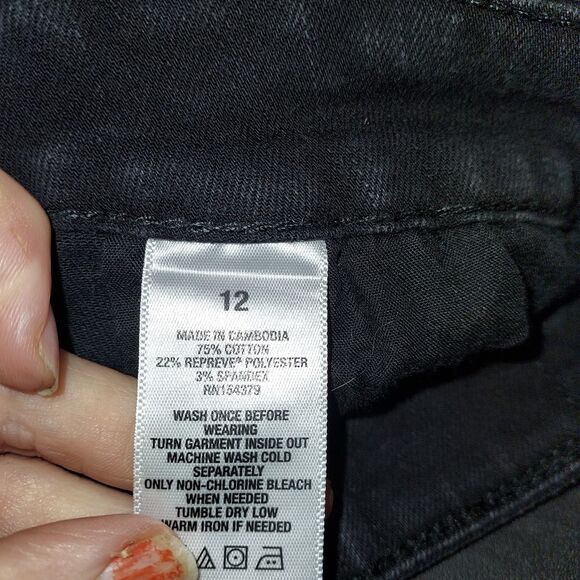 12
MADE IN CAMBODIA
75% COTTON
22% REPREVE® POLYESTER
3% SPANDEX
RN154379
WASH ONCE BEFORE
WEARING
TURN GARMENT INSIDE OUT
MACHINE WASH COLD
SEPARATELY
ONLY NON-CHLORINE BLEACH
WHEN NEEDED
TUMBLE DRY LOW
WARM IRON IF NEEDED